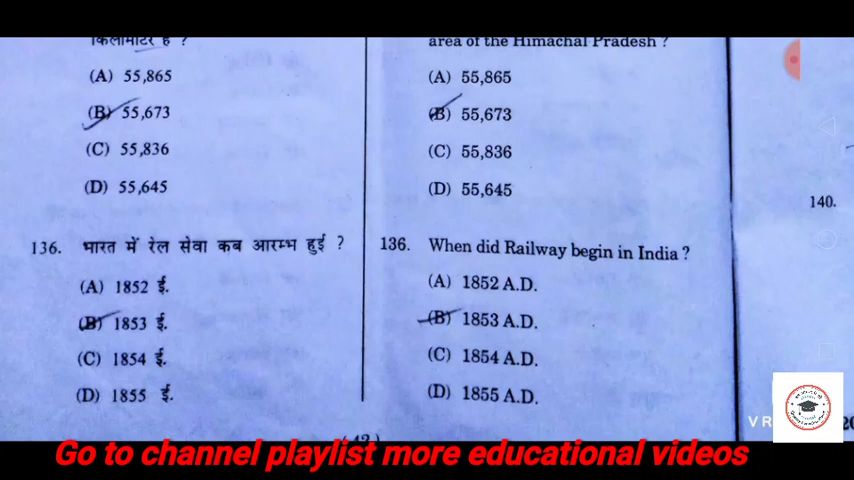 किलोमीटर है ?
(A) 55,865
(B) 55,673
(C) 55,836
(D) 55,645
136. भारत में रेल सेवा कब आरम्भ हुई ?
(A) 1852 ई.
(B) 1853 ई.
(C) 1854 ई.
(D) 1855 ई.
area of the Himachal Pradesh ?
(A) 55,865
(B) 55,673
(C) 55,836
(D) 55,645
136. When did Railway begin in India ?
(A) 1852 A.D.
(B) 1853 A.D.
(C) 1854 A.D.
(D) 1855 A.D.
140.
V R
20
Go to channel playlist more educational videos